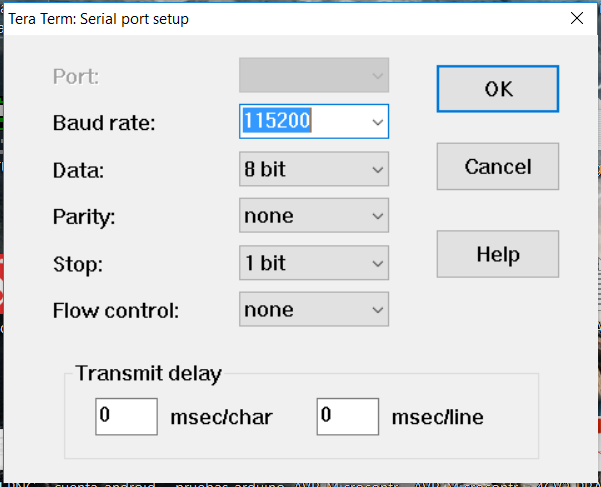 Tera Term: Serial port setup
Port:
OK
Baud rate: 115200
Data: 8 bit
Cancel
Parity: none
Stop: 1 bit
Help
Flow control: none
Transmit delay
0 msec/char 0 msec/line